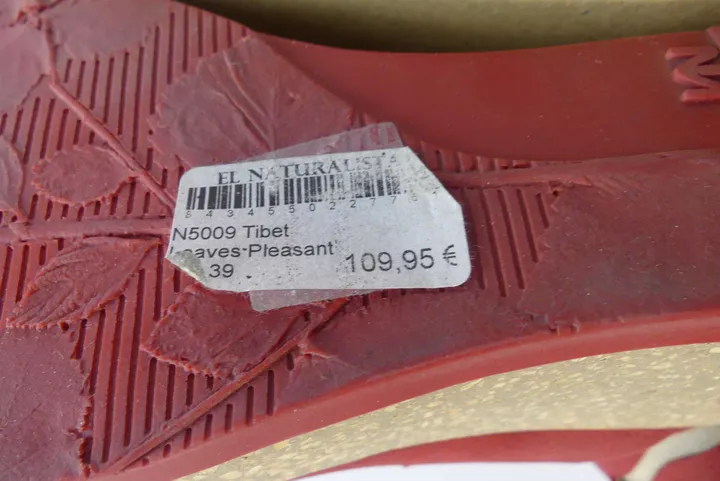 EL NATURALISTA
N5009 Tibet
Leaves-Pleasant
39
109,95 €